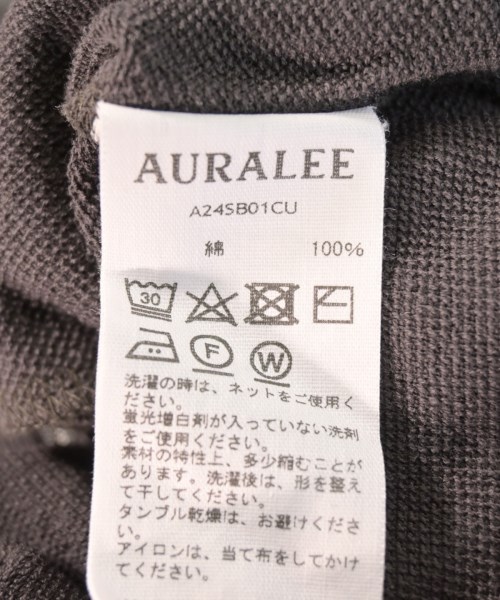 AURALEE
A24SB01CU
綿 100%
30
F W
洗濯の時は、ネットをご使用く
ださい。
蛍光増白剤が入っていない洗剤
をご使用ください。
素材の特性上、多少縮むことが
あります。洗濯後は、形を整え
て干してください。
タンブル乾燥は、お避けくださ
い。
アイロンは、当て布をしてかけ
てください。